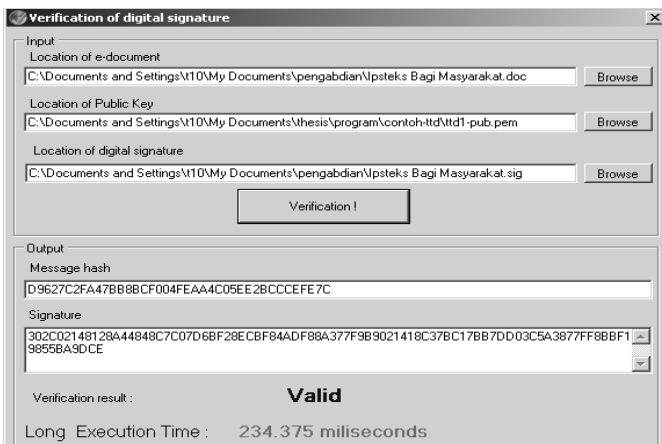 Verification of digital signature
Input
Location of e-document
C:\Documents and Settings\t10\My Documents\pengabdian\Ipsteks Bagi Masyarakat.doc
Browse
Location of Public Key
C:\Documents and Settings\t10\My Documents\thesis\program\contoh-ttd\ttd1-pub.pem
Browse
Location of digital signature
C:\Documents and Settings\t10\My Documents\pengabdian\Ipsteks Bagi Masyarakat.sig
Browse
Verification !
Output
Message hash
D9627C2FA47BB8BCF004FEAA4C05EE2BCCCEFE7C
Signature
302C02148128A44848C7C07D6BF28ECBF84ADF88A377F9B9021418C37BC17BB7DD03C5A3877FF8BBF1
9855BA9DCE
Verification result :
Valid
Long Execution Time :
234.375 miliseconds